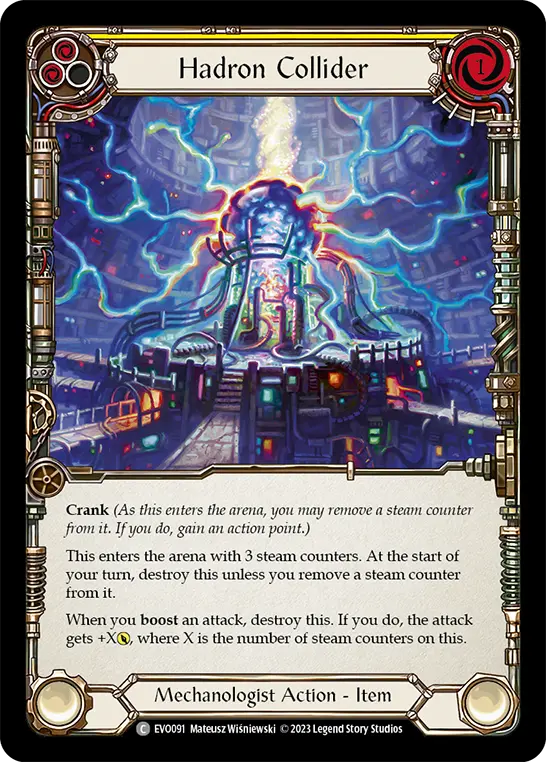 Hadron Collider
1
Crank (As this enters the arena, you may remove a steam counter
from it. If you do, gain an action point.)
This enters the arena with 3 steam counters. At the start of
your turn, destroy this unless you remove a steam counter
from it.
When you boost an attack, destroy this. If you do, the attack
gets +X, where X is the number of steam counters on this.
Mechanologist Action - Item
C EVO091 Mateusz Wiśniewski © 2023 Legend Story Studios